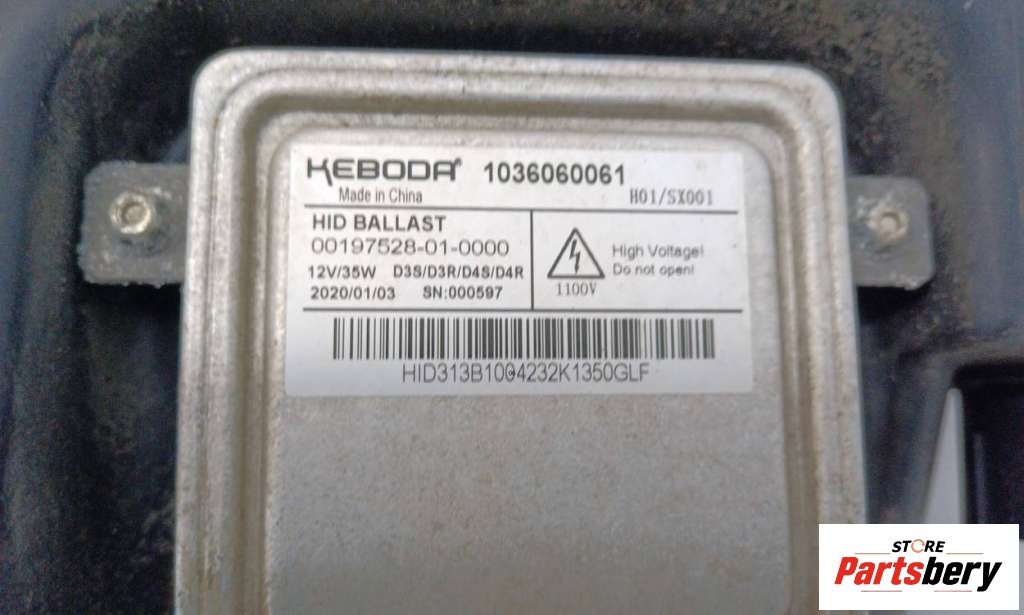 KEBODA 1036060061
Made in China H01/SX001
HID BALLAST
00197528-01-0000
12V/35W D3S/D3R/D4S/D4R
2020/01/03 SN:000597
High Voltage!
Do not open!
1100V
HID313B1004232K1350GLF
STORE
Partsbery